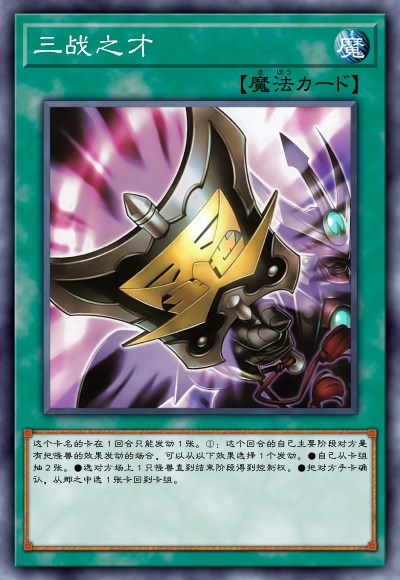 三战之才
魔
【魔法カード】
まほう
这个卡名的卡在1回合只能发动1张。①：这个回合的自己主要阶段对方是
有把怪兽的效果发动的场合，可以从以下效果选择1个发动。●自己从卡组
抽2张。●选对方场上1只怪兽直到结束阶段得到控制权。●把对方手卡确
认，从那之中选1张卡回到卡组。